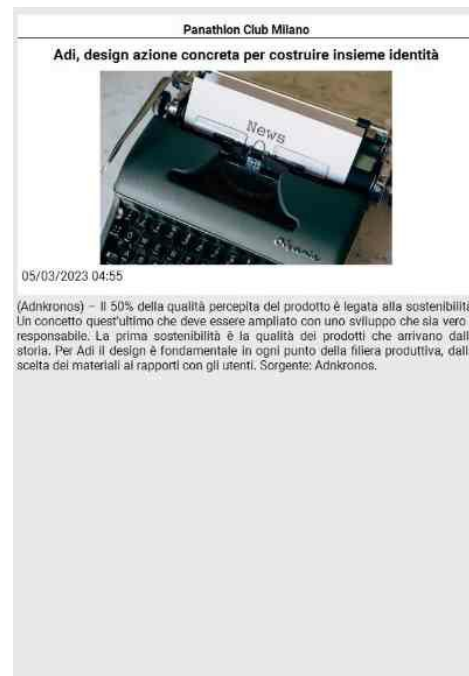 Panathlon Club Milano
Adi, design azione concreta per costruire insieme identità
News
Olympia
05/03/2023 04:55
(Adnkronos) – Il 50% della qualità percepita del prodotto è legata alla sostenibilità
Un concetto quest'ultimo che deve essere ampliato con uno sviluppo che sia vero
responsabile. La prima sostenibilità è la qualità dei prodotti che arrivano dall
storia. Per Adi il design è fondamentale in ogni punto della filiera produttiva, dall
scelta dei materiali ai rapporti con gli utenti. Sorgente: Adnkronos.